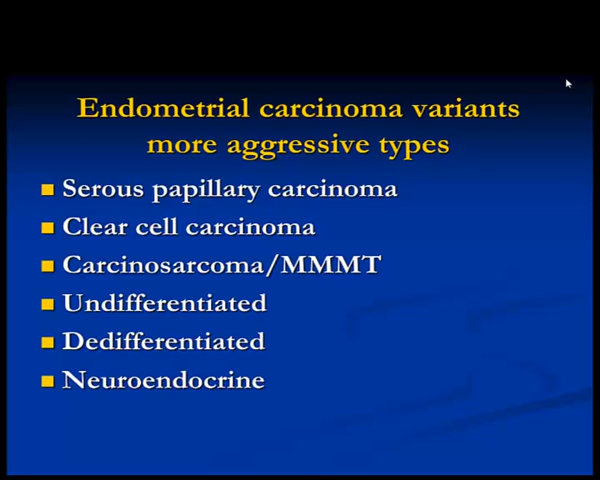 Endometrial carcinoma variants
more aggressive types
Serous papillary carcinoma
Clear cell carcinoma
Carcinosarcoma/MMMT
Undifferentiated
Dedifferentiated
Neuroendocrine